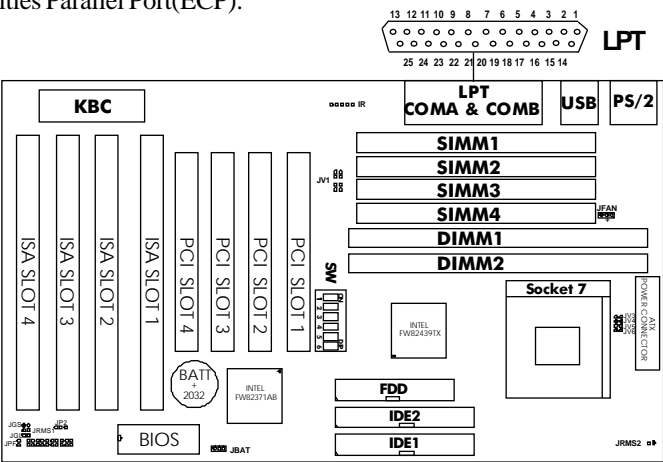 ities Parallel Port(ECP).
13 12 11 10 9 8 7 6 5 4 3 2 1
LPT
25 24 23 22 21 20 19 18 17 16 15 14
KBC
IR
LPT
COMA & COMB
USB
PS/2
SIMM1
SIMM2
SIMM3
SIMM4
JV1
JFAN
DIMM1
DIMM2
ISA SLOT 4
ISA SLOT 3
ISA SLOT 2
ISA SLOT 1
PCI SLOT 4
PCI SLOT 3
PCI SLOT 2
PCI SLOT 1
SW
ON
1 2 3 4 5 6
DIP
Socket 7
ATX
POWER CONNECTOR
INTEL
FW82439TX
BATT
+
2032
INTEL
FW82371AB
FDD
IDE2
IDE1
BIOS
JBAT
JP2
JRMS1
JRMS2